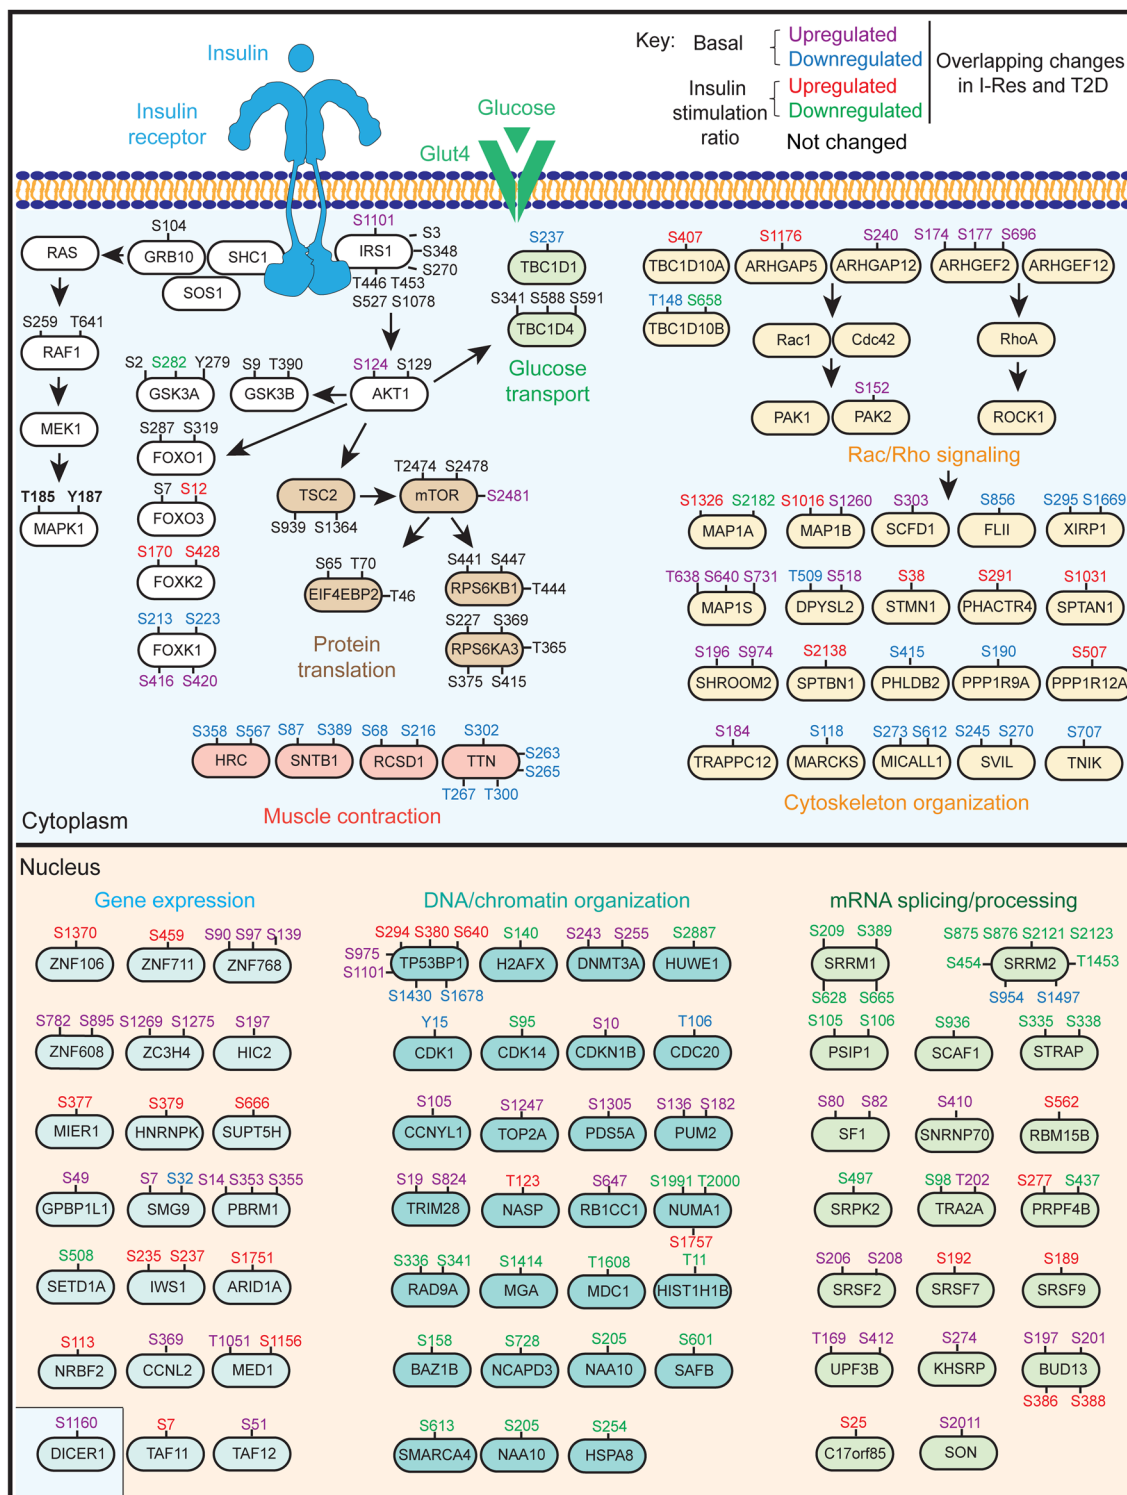 Key: Basal
Upregulated
Downregulated
Insulin
stimulation
ratio
Upregulated
Downregulated
Not changed
Overlapping changes
in I-Res and T2D
Insulin
Insulin
receptor
Glucose
Glut4
S104
RAS
GRB10
SHC1
SOS1
S1101
IRS1
S3
S348
S270
T446 T453
S527 S1078
S237
TBC1D1
S341 S588 S591
TBC1D4
Glucose
transport
S259 T641
RAF1
MEK1
T185 Y187
MAPK1
S2 S282 Y279
GSK3A
S9 T390
GSK3B
S124 S129
AKT1
S287 S319
FOXO1
S7 S12
FOXO3
S170 S428
FOXK2
S213 S223
FOXK1
S416 S420
TSC2
S939 S1364
T2474 S2478
mTOR
S2481
S65 T70
EIF4EBP2
T46
S441 S447
RPS6KB1
T444
S227 S369
RPS6KA3
T365
S375 S415
Protein
translation
S358 S567
HRC
S87 S389
SNTB1
S68 S216
RCSD1
S302
TTN
S263
S265
T267 T300
Muscle contraction
Cytoplasm
S407
TBC1D10A
S1176
ARHGAP5
S240
ARHGAP12
S174 S177 S696
ARHGEF2
ARHGEF12
T148 S658
TBC1D10B
Rac1
Cdc42
RhoA
PAK1
S152
PAK2
ROCK1
Rac/Rho signaling
S1326 S2182
MAP1A
S1016 S1260
MAP1B
S303
SCFD1
S856
FLII
S295 S1669
XIRP1
T638 S640 S731
MAP1S
T509 S518
DPYSL2
S38
STMN1
S291
PHACTR4
S1031
SPTAN1
S196 S974
SHROOM2
S2138
SPTBN1
S415
PHLDB2
S190
PPP1R9A
S507
PPP1R12A
S184
TRAPPC12
S118
MARCKS
S273 S612
MICALL1
S245 S270
SVIL
S707
TNIK
Cytoskeleton organization
Nucleus
Gene expression
S1370
ZNF106
S459
ZNF711
S90 S97 S139
ZNF768
S782 S895
ZNF608
S1269 S1275
ZC3H4
S197
HIC2
S377
MIER1
S379
HNRNPK
S666
SUPT5H
S49
GPBP1L1
S7 S32
SMG9
S14 S353 S355
PBRM1
S508
SETD1A
S235 S237
IWS1
S1751
ARID1A
S113
NRBF2
S369
CCNL2
T1051 S1156
MED1
S1160
DICER1
S7
TAF11
S51
TAF12
DNA/chromatin organization
S294 S380 S640
S975
S1101
TP53BP1
S1430 S1678
S140
H2AFX
S243 S255
DNMT3A
S2887
HUWE1
Y15
CDK1
S95
CDK14
S10
CDKN1B
T106
CDC20
S105
CCNYL1
S1247
TOP2A
S1305
PDS5A
S136 S182
PUM2
S19 S824
TRIM28
T123
NASP
S647
RB1CC1
S1991 T2000
NUMA1
S1757
S336 S341
RAD9A
S1414
MGA
T1608
MDC1
T11
HIST1H1B
S158
BAZ1B
S728
NCAPD3
S205
NAA10
S601
SAFB
S613
SMARCA4
S205
NAA10
S254
HSPA8
mRNA splicing/processing
S209 S389
SRRM1
S628 S665
S875 S876 S2121 S2123
S454
SRRM2
T1453
S954 S1497
S105 S106
PSIP1
S936
SCAF1
S335 S338
STRAP
S80 S82
SF1
S410
SNRNP70
S562
RBM15B
S497
SRPK2
S98 T202
TRA2A
S277 S437
PRPF4B
S206 S208
SRSF2
S192
SRSF7
S189
SRSF9
T169 S412
UPF3B
S274
KHSRP
S197 S201
BUD13
S386 S388
S25
C17orf85
S2011
SON